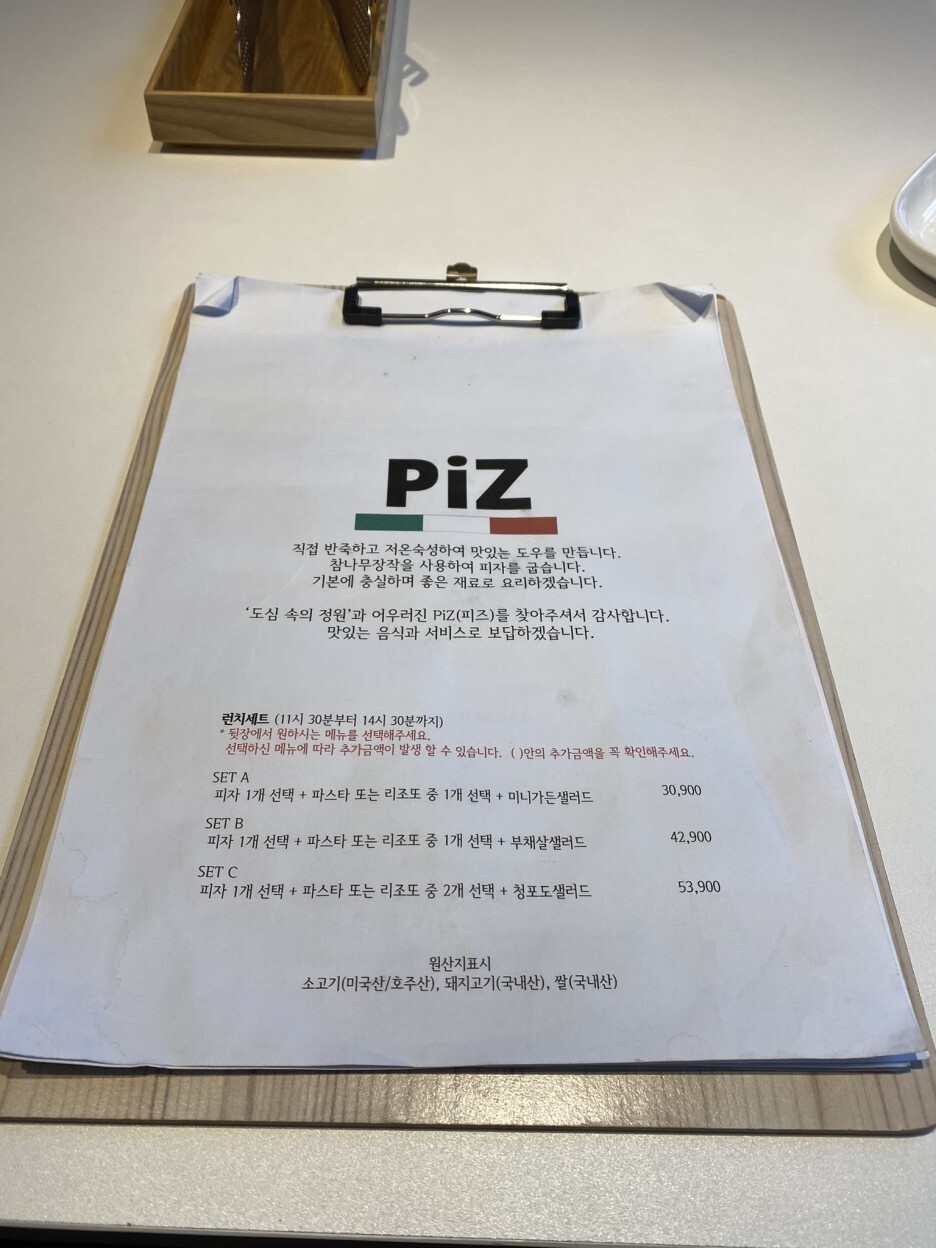 PiZ
직접 반죽하고 저온숙성하여 맛있는 도우를 만듭니다.
참나무장작을 사용하여 피자를 굽습니다.
기본에 충실하며 좋은 재료로 요리하겠습니다.
‘도심 속의 정원’과 어우러진 PiZ(피즈)를 찾아주셔서 감사합니다.
맛있는 음식과 서비스로 보답하겠습니다.
런치세트 (11시 30분부터 14시 30분까지)
* 뒷장에서 원하시는 메뉴를 선택해주세요.
선택하신 메뉴에 따라 추가금액이 발생 할 수 있습니다. ( )안의 추가금액을 꼭 확인해주세요.
SET A
피자 1개 선택 + 파스타 또는 리조또 중 1개 선택 + 미니가든샐러드 30,900
SET B
피자 1개 선택 + 파스타 또는 리조또 중 1개 선택 + 부채살샐러드 42,900
SET C
피자 1개 선택 + 파스타 또는 리조또 중 2개 선택 + 청포도샐러드 53,900
원산지표시
소고기(미국산/호주산), 돼지고기(국내산), 쌀(국내산)